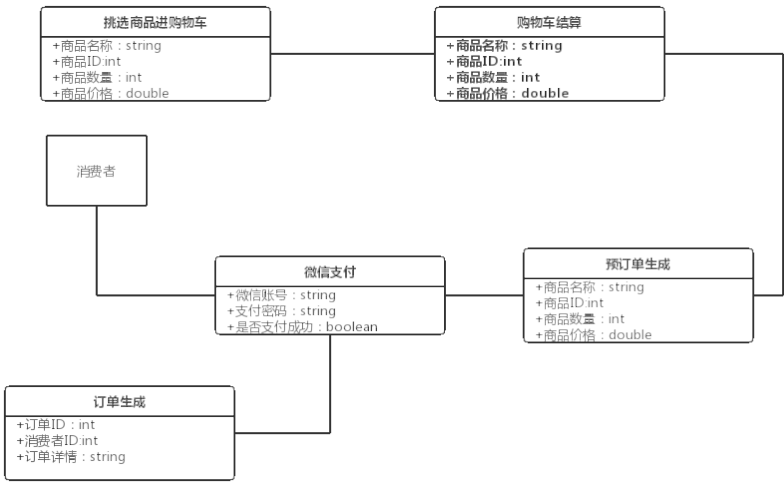 挑选商品进购物车
+商品名称：string
+商品ID:int
+商品数量：int
+商品价格：double
购物车结算
+商品名称：string
+商品ID:int
+商品数量：int
+商品价格：double
消费者
微信支付
+微信账号：string
+支付密码：string
+是否支付成功：boolean
预订单生成
+商品名称：string
+商品ID:int
+商品数量：int
+商品价格：double
订单生成
+订单ID：int
+消费者ID:int
+订单详情：string